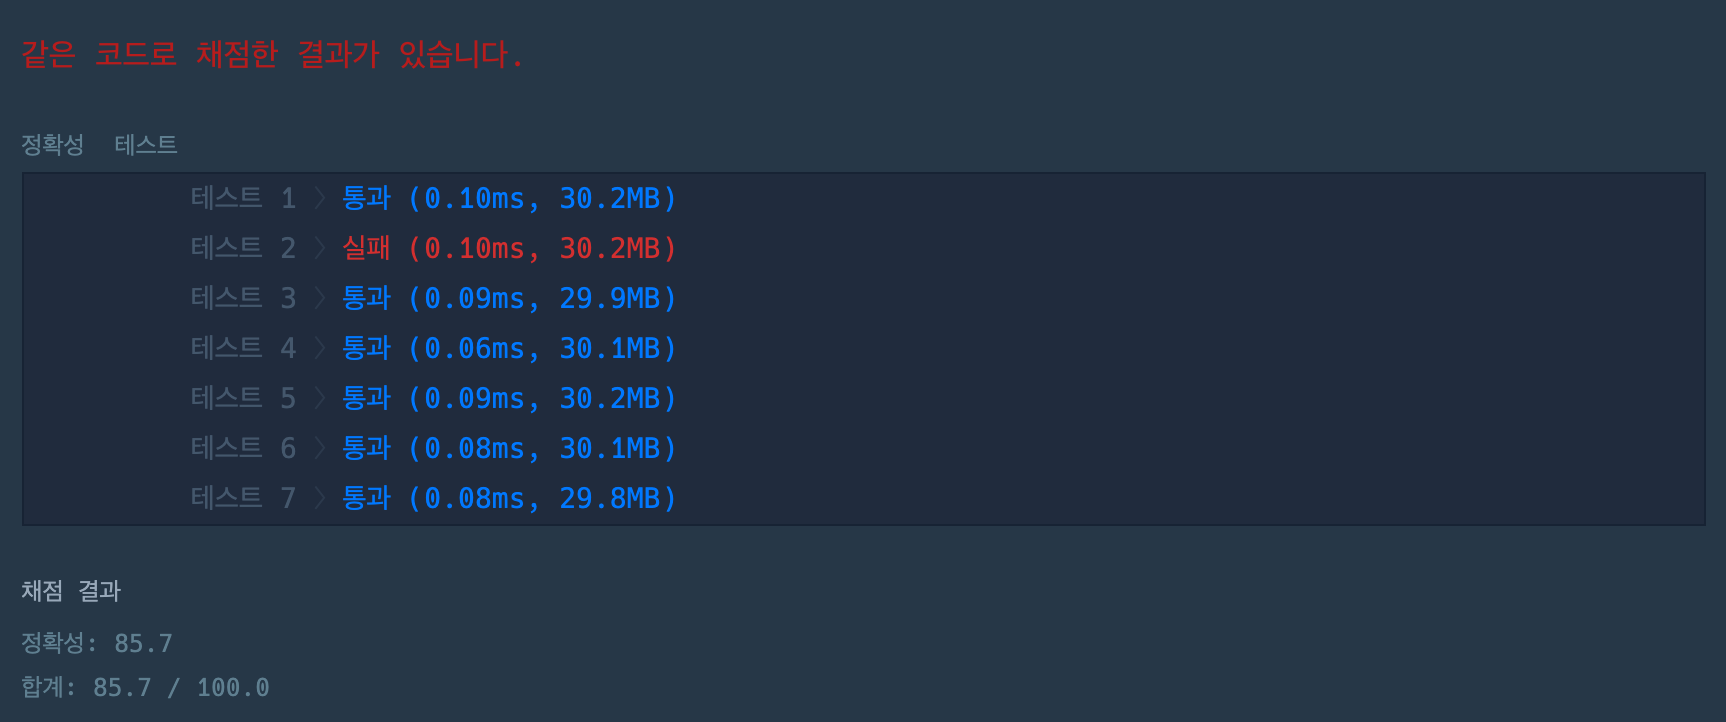 같은 코드로 채점한 결과가 있습니다.
정확성 테스트
테스트 1 〉 통과 (0.10ms, 30.2MB)
테스트 2 〉 실패 (0.10ms, 30.2MB)
테스트 3 〉 통과 (0.09ms, 29.9MB)
테스트 4 〉 통과 (0.06ms, 30.1MB)
테스트 5 〉 통과 (0.09ms, 30.2MB)
테스트 6 〉 통과 (0.08ms, 30.1MB)
테스트 7 〉 통과 (0.08ms, 29.8MB)
채점 결과
정확성: 85.7
합계: 85.7 / 100.0